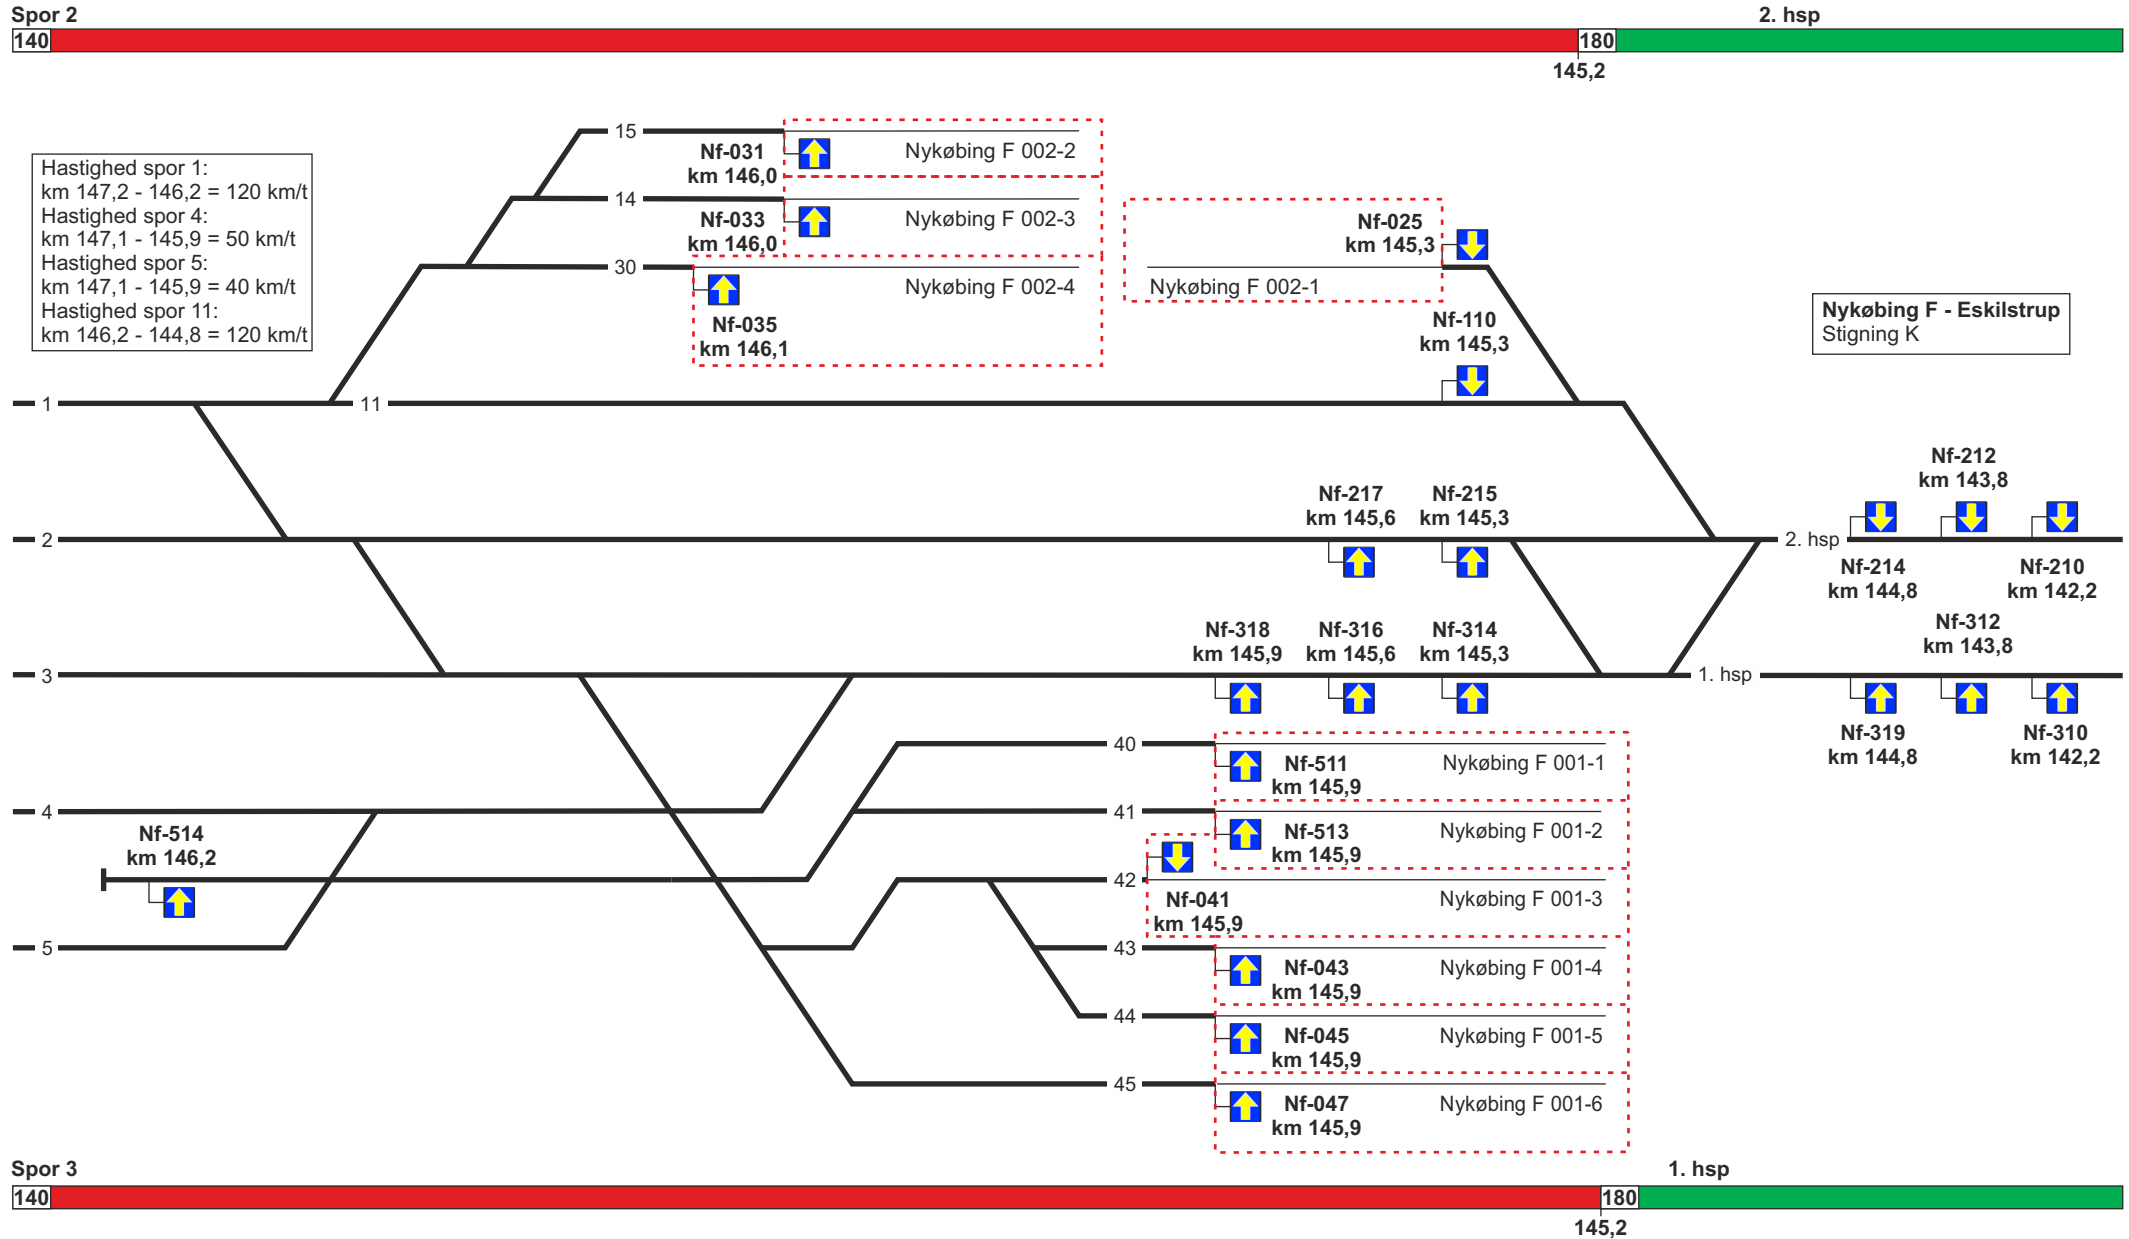 Spor 2
2. hsp
140
180
145,2
Hastighed spor 1:
km 147,2 - 146,2 = 120 km/t
Hastighed spor 4:
km 147,1 - 145,9 = 50 km/t
Hastighed spor 5:
km 147,1 - 145,9 = 40 km/t
Hastighed spor 11:
km 146,2 - 144,8 = 120 km/t
15
Nf-031
km 146,0
Nykøbing F 002-2
14
Nf-033
km 146,0
Nykøbing F 002-3
30
Nf-035
km 146,1
Nykøbing F 002-4
Nf-025
km 145,3
Nykøbing F 002-1
Nf-110
km 145,3
Nykøbing F - Eskilstrup
Stigning K
1
11
Nf-217
km 145,6
Nf-215
km 145,3
Nf-212
km 143,8
2
2. hsp
Nf-214
km 144,8
Nf-210
km 142,2
Nf-318
km 145,9
Nf-316
km 145,6
Nf-314
km 145,3
Nf-312
km 143,8
3
1. hsp
Nf-319
km 144,8
Nf-310
km 142,2
40
Nf-511
km 145,9
Nykøbing F 001-1
4
41
Nf-513
km 145,9
Nykøbing F 001-2
Nf-514
km 146,2
42
Nf-041
km 145,9
Nykøbing F 001-3
5
43
Nf-043
km 145,9
Nykøbing F 001-4
44
Nf-045
km 145,9
Nykøbing F 001-5
45
Nf-047
km 145,9
Nykøbing F 001-6
Spor 3
1. hsp
140
180
145,2